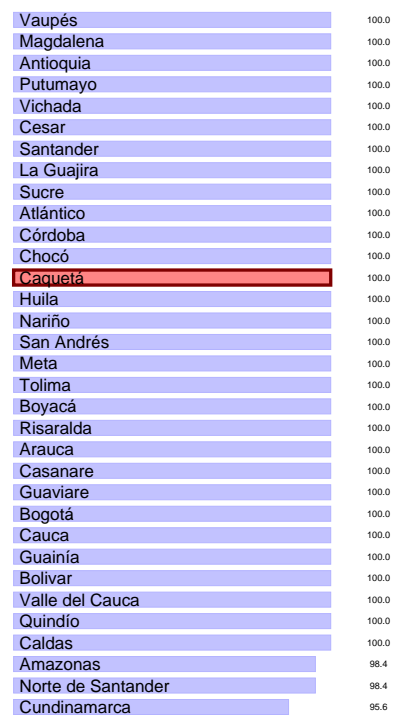 Vaupés 100.0
Magdalena 100.0
Antioquia 100.0
Putumayo 100.0
Vichada 100.0
Cesar 100.0
Santander 100.0
La Guajira 100.0
Sucre 100.0
Atlántico 100.0
Córdoba 100.0
Chocó 100.0
Caquetá 100.0
Huila 100.0
Nariño 100.0
San Andrés 100.0
Meta 100.0
Tolima 100.0
Boyacá 100.0
Risaralda 100.0
Arauca 100.0
Casanare 100.0
Guaviare 100.0
Bogotá 100.0
Cauca 100.0
Guainía 100.0
Bolivar 100.0
Valle del Cauca 100.0
Quindío 100.0
Caldas 100.0
Amazonas 98.4
Norte de Santander 98.4
Cundinamarca 95.6